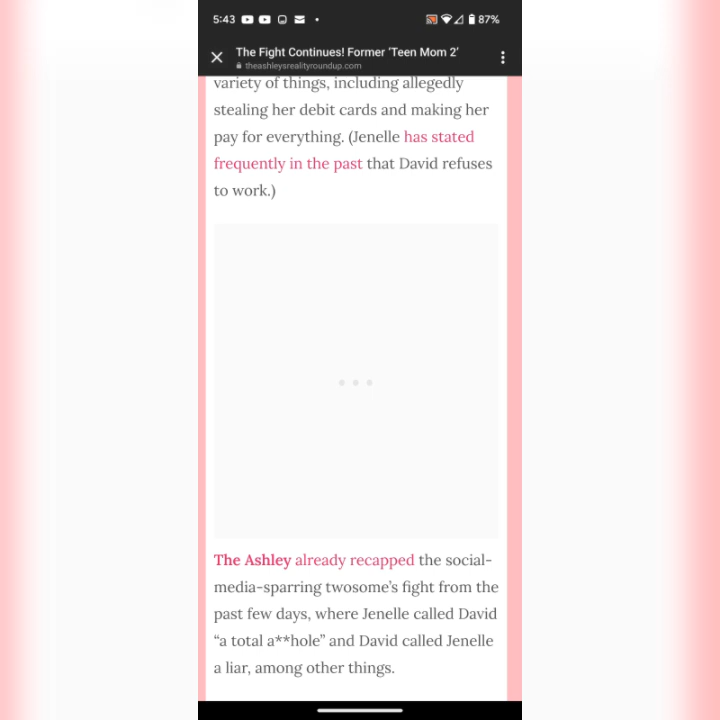 5:43
87%
The Fight Continues! Former ‘Teen Mom 2’
theashleysrealityroundup.com
variety of things, including allegedly
stealing her debit cards and making her
pay for everything. (Jenelle has stated
frequently in the past that David refuses
to work.)
The Ashley already recapped the social-
media-sparring twosome’s fight from the
past few days, where Jenelle called David
“a total a**hole” and David called Jenelle
a liar, among other things.